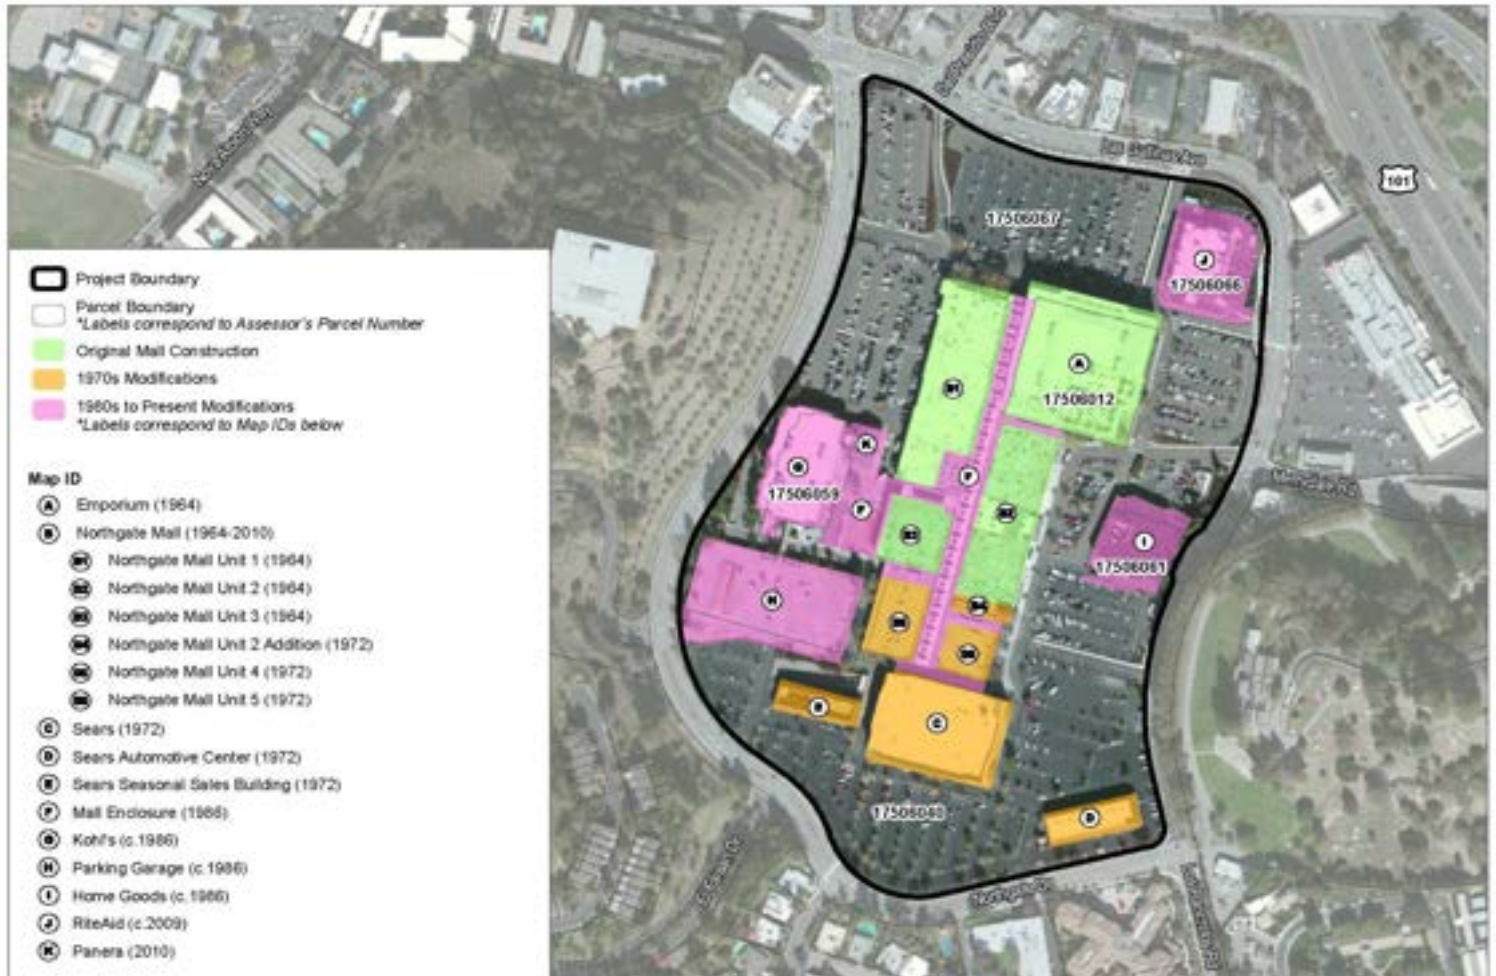 101
Las Gallinas Ave
17506067
J
17506066
Project Boundary
Parcel Boundary
*Labels correspond to Assessor's Parcel Number
Original Mall Construction
1970s Modifications
1980s to Present Modifications
*Labels correspond to Map IDs below
A
17506012
K
17506059
F
F
I
17506061
H
C
17506040
D
Northgate Dr
Map ID
A Emporium (1964)
B Northgate Mall (1964-2010)
Northgate Mall Unit 1 (1964)
Northgate Mall Unit 2 (1964)
Northgate Mall Unit 3 (1964)
Northgate Mall Unit 2 Addition (1972)
Northgate Mall Unit 4 (1972)
Northgate Mall Unit 5 (1972)
C Sears (1972)
D Sears Automotive Center (1972)
E Sears Seasonal Sales Building (1972)
F Mall Enclosure (1986)
G Kohl's (c.1986)
H Parking Garage (c.1986)
I Home Goods (c.1986)
J RiteAid (c.2009)
K Panera (2010)